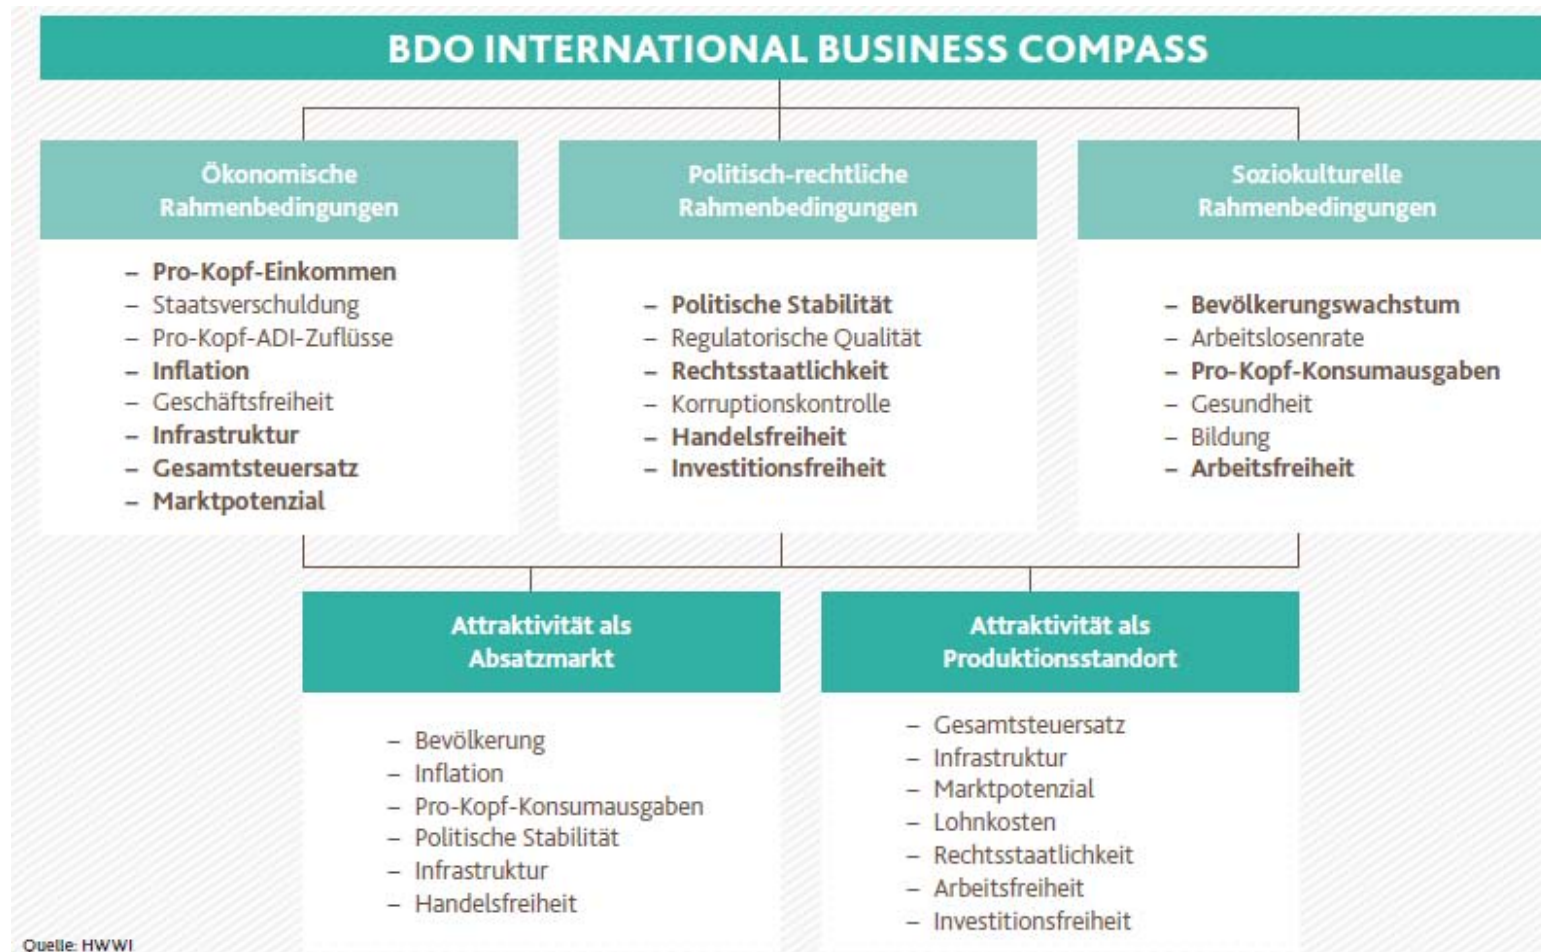 BDO INTERNATIONAL BUSINESS COMPASS
Ökonomische
Rahmenbedingungen
– Pro-Kopf-Einkommen
– Staatsverschuldung
– Pro-Kopf-ADI-Zuflüsse
– Inflation
– Geschäftsfreiheit
– Infrastruktur
– Gesamtsteuersatz
– Marktpotenzial
Politisch-rechtliche
Rahmenbedingungen
– Politische Stabilität
– Regulatorische Qualität
– Rechtsstaatlichkeit
– Korruptionskontrolle
– Handelsfreiheit
– Investitionsfreiheit
Soziokulturelle
Rahmenbedingungen
– Bevölkerungswachstum
– Arbeitslosenrate
– Pro-Kopf-Konsumausgaben
– Gesundheit
– Bildung
– Arbeitsfreiheit
Attraktivität als
Absatzmarkt
– Bevölkerung
– Inflation
– Pro-Kopf-Konsumausgaben
– Politische Stabilität
– Infrastruktur
– Handelsfreiheit
Attraktivität als
Produktionsstandort
– Gesamtsteuersatz
– Infrastruktur
– Marktpotenzial
– Lohnkosten
– Rechtsstaatlichkeit
– Arbeitsfreiheit
– Investitionsfreiheit
Quelle: HWWI